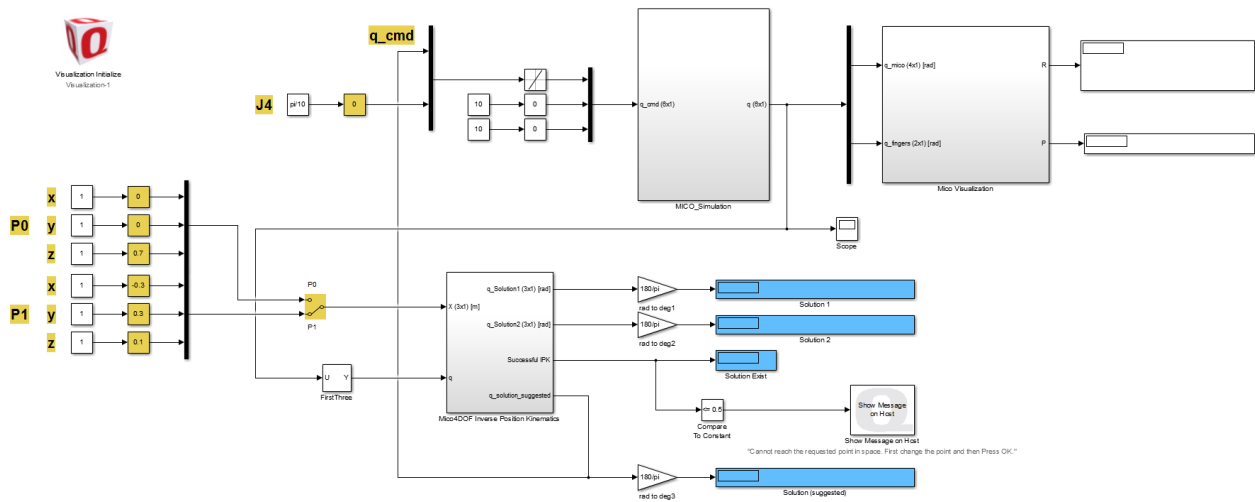 Visualization Initialize
Visualization-1
q_cmd
J4
pi/10
0
10
0
10
0
q_cmd (6x1)
q (6x1)
MICO_Simulation
q_mico (4x1) [rad]
q_fingers (2x1) [rad]
R
P
Mico Visualization
Scope
P0
x
1
0
y
1
0
z
1
0.7
P1
x
1
-0.3
y
1
0.3
z
1
0.1
P0
P1
U
Y
FirstThree
X (3x1) [m]
q
q_Solution1 (3x1) [rad]
q_Solution2 (3x1) [rad]
Successful IPK
q_solution_suggested
Mico4DOF Inverse Position Kinematics
180/pi
rad to deg1
Solution 1
180/pi
rad to deg2
Solution 2
Solution Exist
<= 0.5
Compare
To Constant
Show Message
on Host
Show Message on Host
"Cannot reach the requested point in space. First change the point and then Press OK."
180/pi
rad to deg3
Solution (suggested)